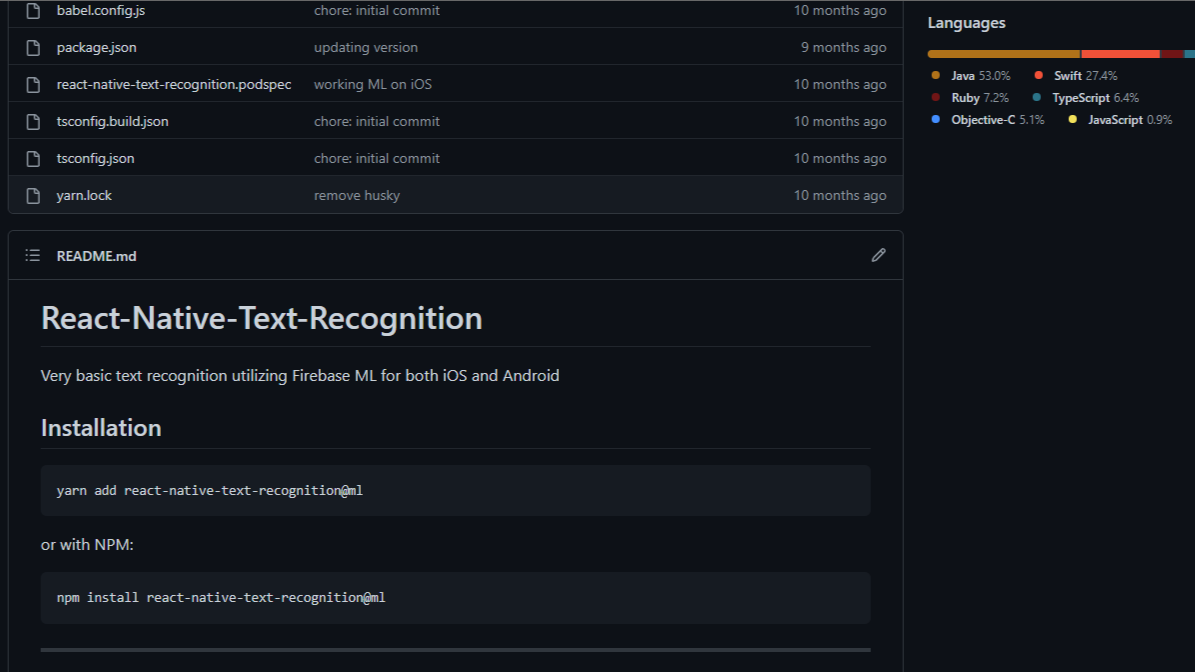 babel.config.js chore: initial commit 10 months ago
package.json updating version 9 months ago
react-native-text-recognition.podspec working ML on iOS 10 months ago
tsconfig.build.json chore: initial commit 10 months ago
tsconfig.json chore: initial commit 10 months ago
yarn.lock remove husky 10 months ago
README.md
React-Native-Text-Recognition
Very basic text recognition utilizing Firebase ML for both iOS and Android
Installation
yarn add react-native-text-recognition@ml
or with NPM:
npm install react-native-text-recognition@ml
Languages
Java 53.0% Swift 27.4%
Ruby 7.2% TypeScript 6.4%
Objective-C 5.1% JavaScript 0.9%